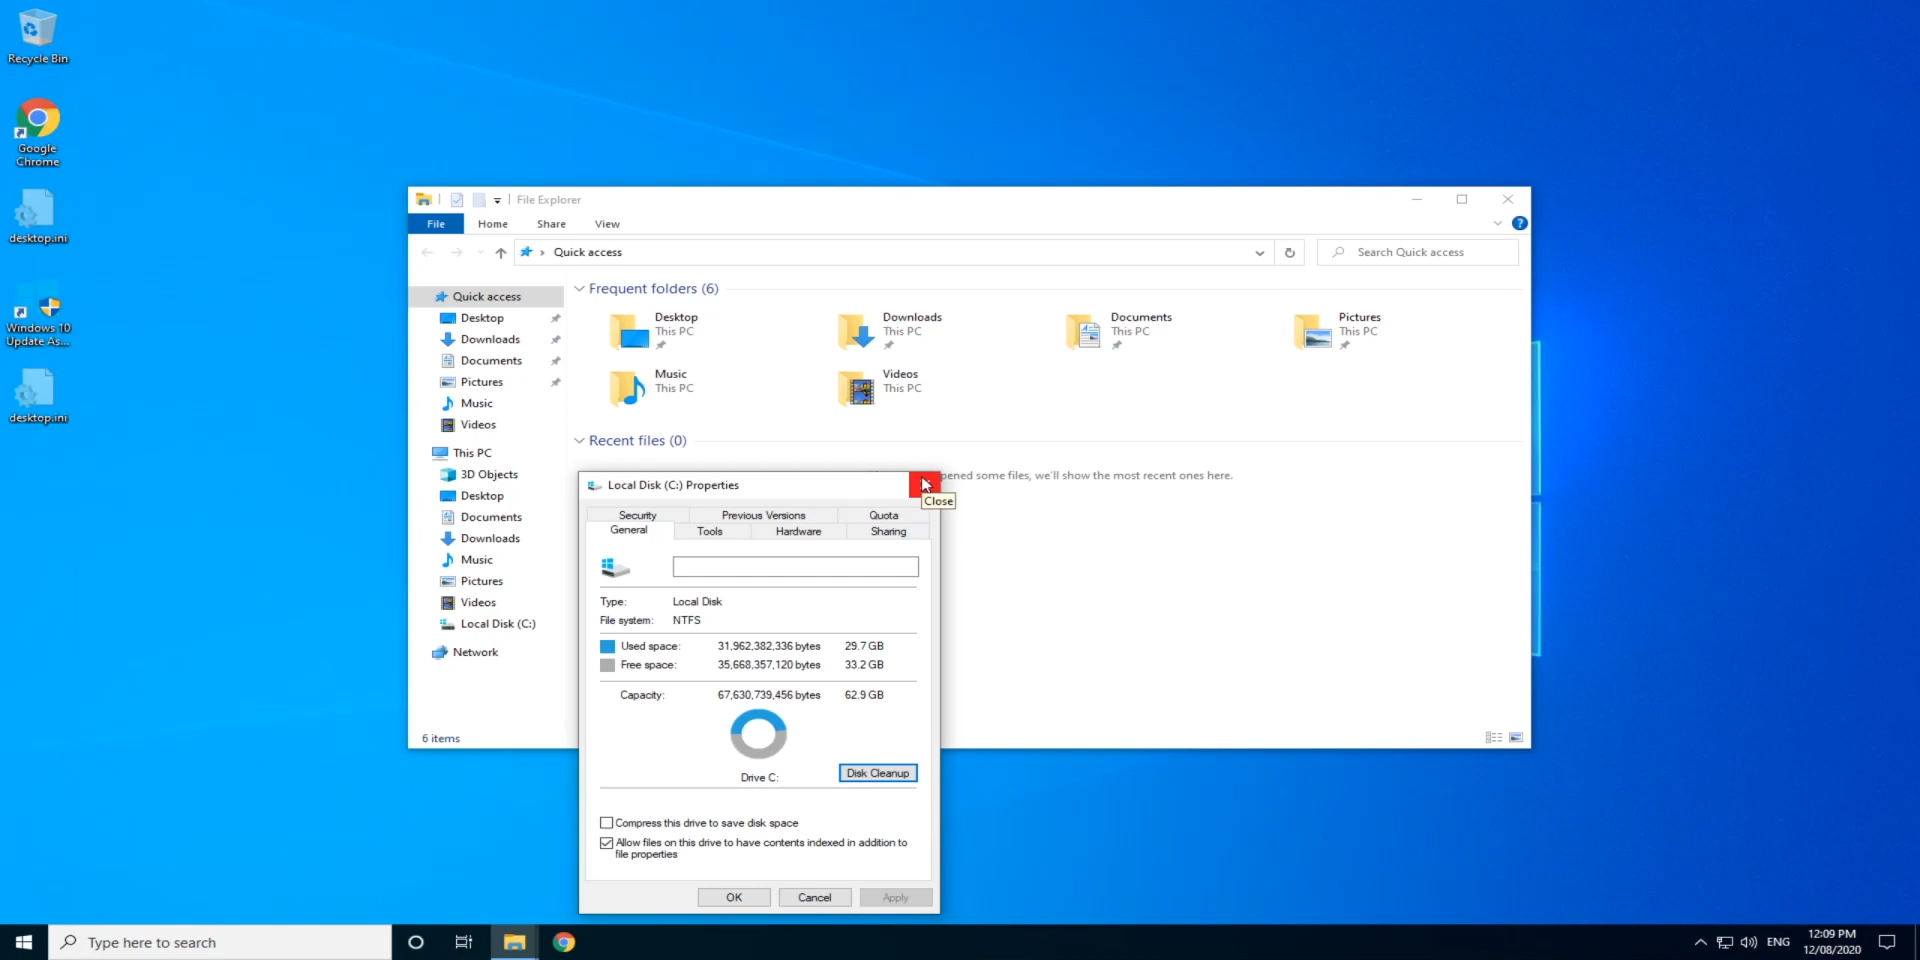 Recycle Bin
Google
Chrome
desktop.ini
Windows 10
Update As...
desktop.ini
File Explorer
File Home Share View
Quick access
Search Quick access
Quick access
Desktop
Downloads
Documents
Pictures
Music
Videos
This PC
3D Objects
Desktop
Documents
Downloads
Music
Pictures
Videos
Local Disk (C:)
Network
6 items
Frequent folders (6)
Desktop
This PC
Downloads
This PC
Documents
This PC
Pictures
This PC
Music
This PC
Videos
This PC
Recent files (0)
pened some files, we'll show the most recent ones here.
Local Disk (C:) Properties
Close
Security Previous Versions Quota
General Tools Hardware Sharing
Type: Local Disk
File system: NTFS
Used space: 31,962,382,336 bytes 29.7 GB
Free space: 35,668,357,120 bytes 33.2 GB
Capacity: 67,630,739,456 bytes 62.9 GB
Drive C:
Disk Cleanup
Compress this drive to save disk space
Allow files on this drive to have contents indexed in addition to
file properties
OK Cancel Apply
Type here to search
ENG
12:09 PM
12/08/2020